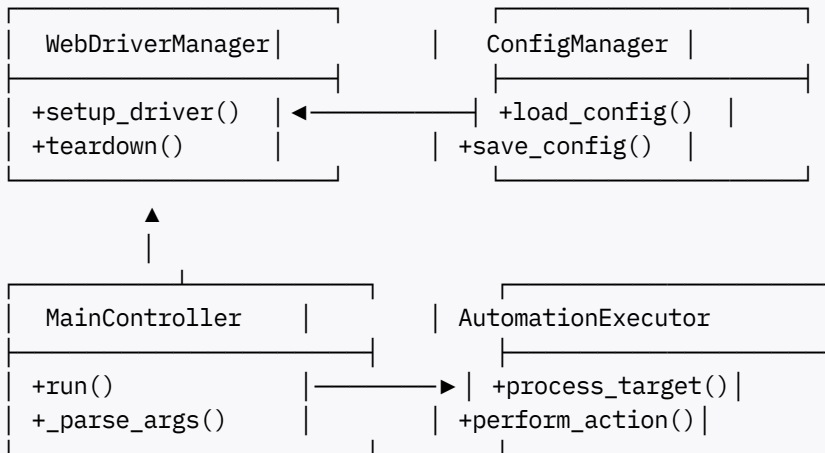 WebDriverManager ConfigManager
+setup_driver() +load_config()
+teardown() +save_config()
MainController AutomationExecutor
+run() +process_target()
+_parse_args() +perform_action()